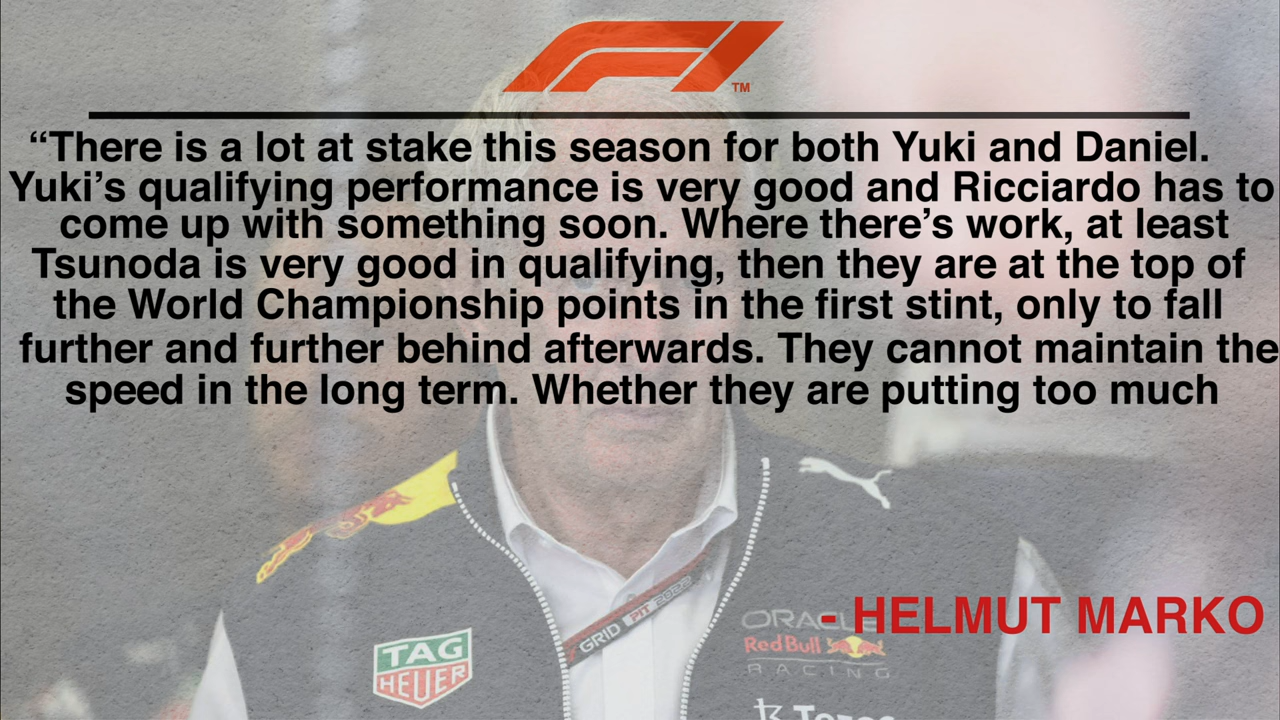 F1
TM
“There is a lot at stake this season for both Yuki and Daniel.
Yuki’s qualifying performance is very good and Ricciardo has to
come up with something soon. Where there’s work, at least
Tsunoda is very good in qualifying, then they are at the top of
the World Championship points in the first stint, only to fall
further and further behind afterwards. They cannot maintain the
speed in the long term. Whether they are putting too much
- HELMUT MARKO
GRID PIT 2022
ORACLE
Red Bull
RACING
TAG
HEUER